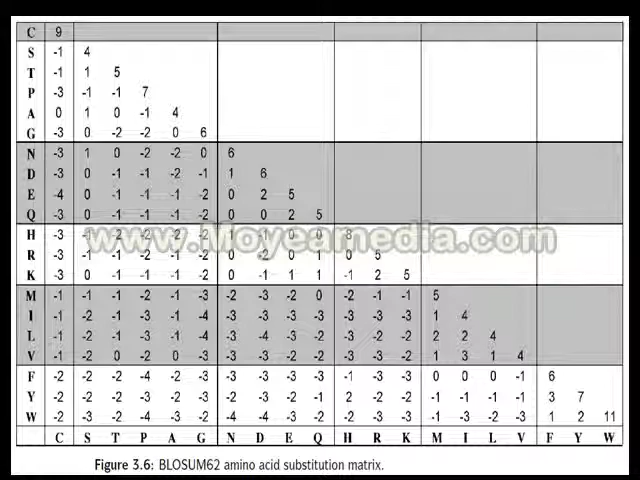 C 9
S -1 4
T -1 1 5
P -3 -1 -1 7
A 0 1 0 -1 4
G -3 0 -2 -2 0 6
N -3 1 0 -2 -2 0 6
D -3 0 -1 -1 -2 -1 1 6
E -4 0 -1 -1 -1 -2 0 2 5
Q -3 0 -1 -1 -1 -2 0 0 2 5
H -3 -1 -2 -2 -2 -2 1 -1 0 0 8
www.Moyeamedia.com
R -3 -1 -1 -2 -1 -2 0 -2 0 1 0 5
K -3 0 -1 -1 -1 -2 0 -1 1 1 -1 2 5
M -1 -1 -1 -2 -1 -3 -2 -3 -2 0 -2 -1 -1 5
I -1 -2 -1 -3 -1 -4 -3 -3 -3 -3 -3 -3 -3 1 4
L -1 -2 -1 -3 -1 -4 -3 -4 -3 -2 -3 -2 -2 2 2 4
V -1 -2 0 -2 0 -3 -3 -3 -2 -2 -3 -3 -2 1 3 1 4
F -2 -2 -2 -4 -2 -3 -3 -3 -3 -3 -1 -3 -3 0 0 0 -1 6
Y -2 -2 -2 -3 -2 -3 -2 -3 -2 -1 2 -2 -2 -1 -1 -1 -1 3 7
W -2 -3 -2 -4 -3 -2 -4 -4 -3 -2 -2 -3 -3 -1 -3 -2 -3 1 2 11
C S T P A G N D E Q H R K M I L V F Y W
Figure 3.6: BLOSUM62 amino acid substitution matrix.